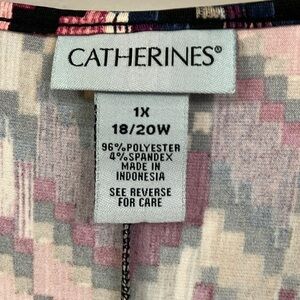 CATHERINES®
1X
18/20W
96%POLYESTER
4%SPANDEX
MADE IN
INDONESIA
SEE REVERSE
FOR CARE